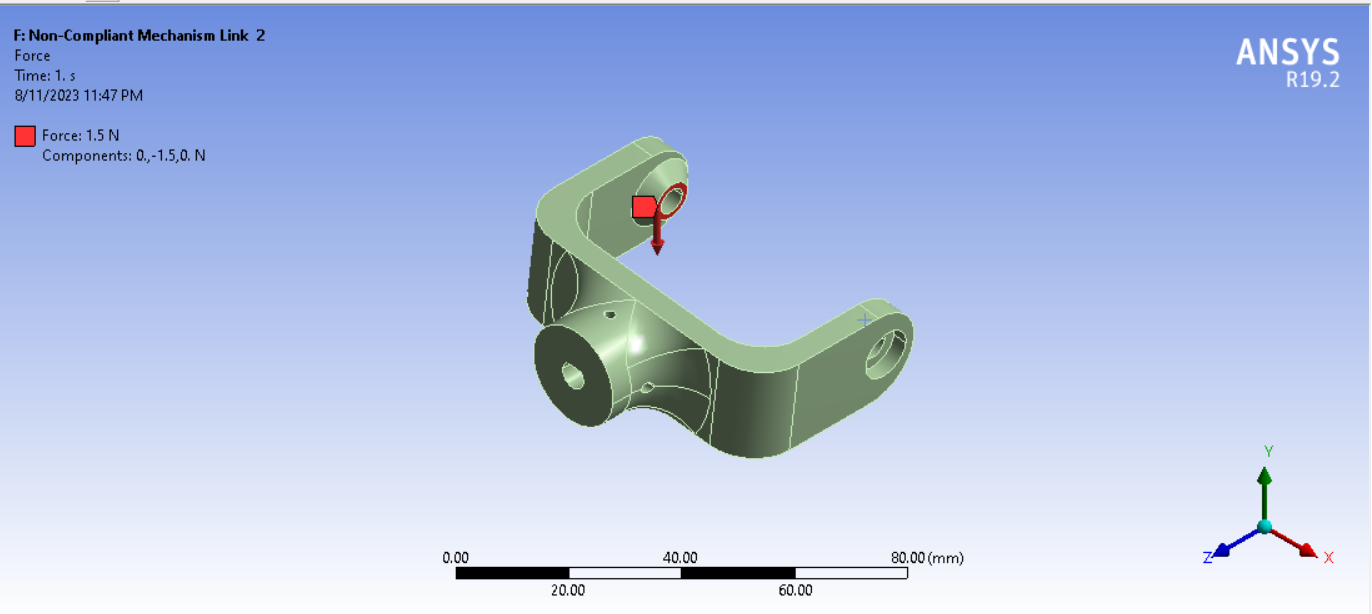 F: Non-Compliant Mechanism Link 2
Force
Time: 1. s
8/11/2023 11:47 PM
Force: 1.5 N
Components: 0.,-1.5,0. N
ANSYS
R19.2
Y
Z
X
0.00
40.00
80.00 (mm)
20.00
60.00